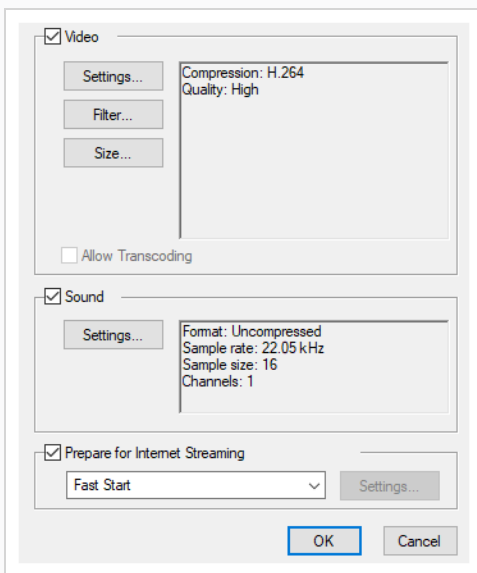 Video
Settings...
Compression: H.264
Quality: High
Filter...
Size...
Allow Transcoding
Sound
Settings...
Format: Uncompressed
Sample rate: 22.05 kHz
Sample size: 16
Channels: 1
Prepare for Internet Streaming
Fast Start
Settings...
OK
Cancel